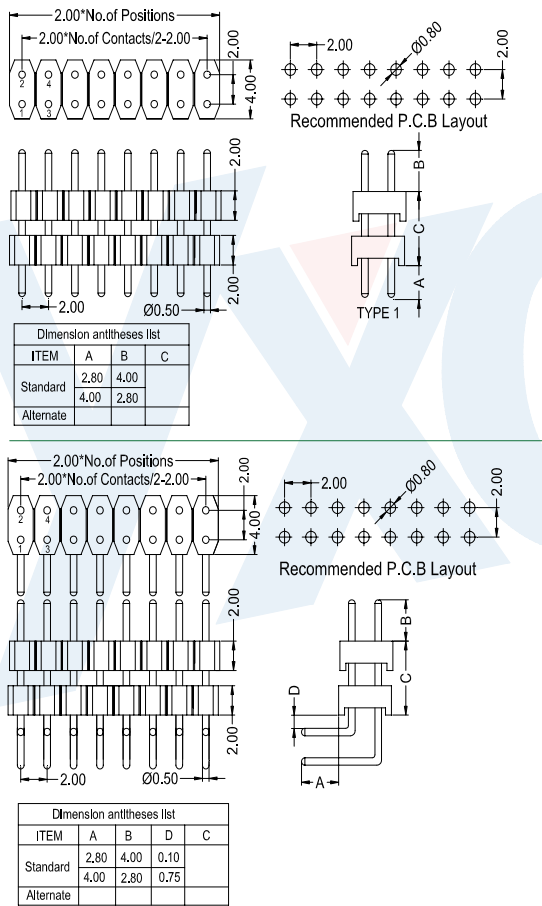 2.00*No.of Positions
2.00*No.of Contacts/2-2.00
2.00
4.00
2 4
1 3
2.00
Ø0.80
2.00
Recommended P.C.B Layout
2.00
2.00
2.00
Ø0.50
B
C
A
TYPE 1
Dimension antitheses list
ITEM A B C
Standard 2.80 4.00
4.00 2.80
Alternate
2.00*No.of Positions
2.00*No.of Contacts/2-2.00
2.00
4.00
2 4
1 3
2.00
Ø0.80
2.00
Recommended P.C.B Layout
2.00
2.00
2.00
Ø0.50
B
C
D
A
Dimension antitheses list
ITEM A B D C
Standard 2.80 4.00 0.10
4.00 2.80 0.75
Alternate